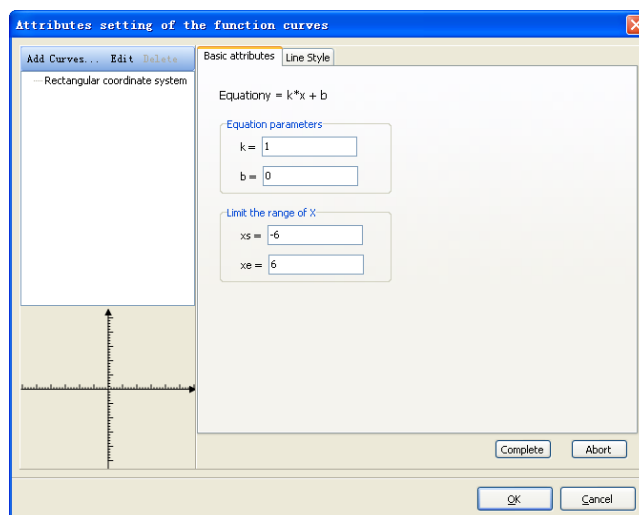 Attributes setting of the function curves
Add Curves... Edit Delete
Rectangular coordinate system
Basic attributes Line Style
Equationy = k*x + b
Equation parameters
k = 1
b = 0
Limit the range of X
xs = -6
xe = 6
Complete Abort
OK Cancel